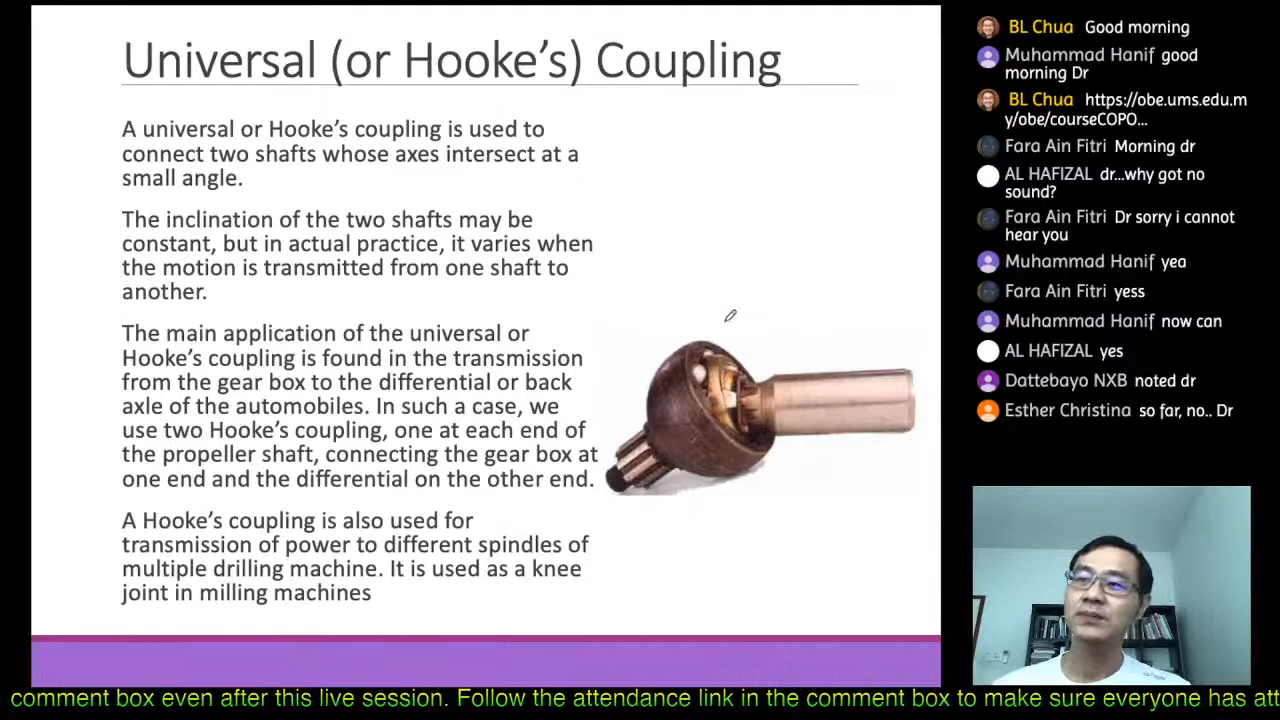 Universal (or Hooke's) Coupling
A universal or Hooke's coupling is used to
connect two shafts whose axes intersect at a
small angle.
The inclination of the two shafts may be
constant, but in actual practice, it varies when
the motion is transmitted from one shaft to
another.
The main application of the universal or
Hooke's coupling is found in the transmission
from the gear box to the differential or back
axle of the automobiles. In such a case, we
use two Hooke's coupling, one at each end of
the propeller shaft, connecting the gear box at
one end and the differential on the other end.
A Hooke's coupling is also used for
transmission of power to different spindles of
multiple drilling machine. It is used as a knee
joint in milling machines
BL Chua Good morning
Muhammad Hanif good
morning Dr
BL Chua https://obe.ums.edu.m
y/obe/courseCOPO...
Fara Ain Fitri Morning dr
AL HAFIZAL dr...why got no
sound?
Fara Ain Fitri Dr sorry i cannot
hear you
Muhammad Hanif yea
Fara Ain Fitri yess
Muhammad Hanif now can
AL HAFIZAL yes
Dattebayo NXB noted dr
Esther Christina so far, no.. Dr
comment box even after this live session. Follow the attendance link in the comment box to make sure everyone has att